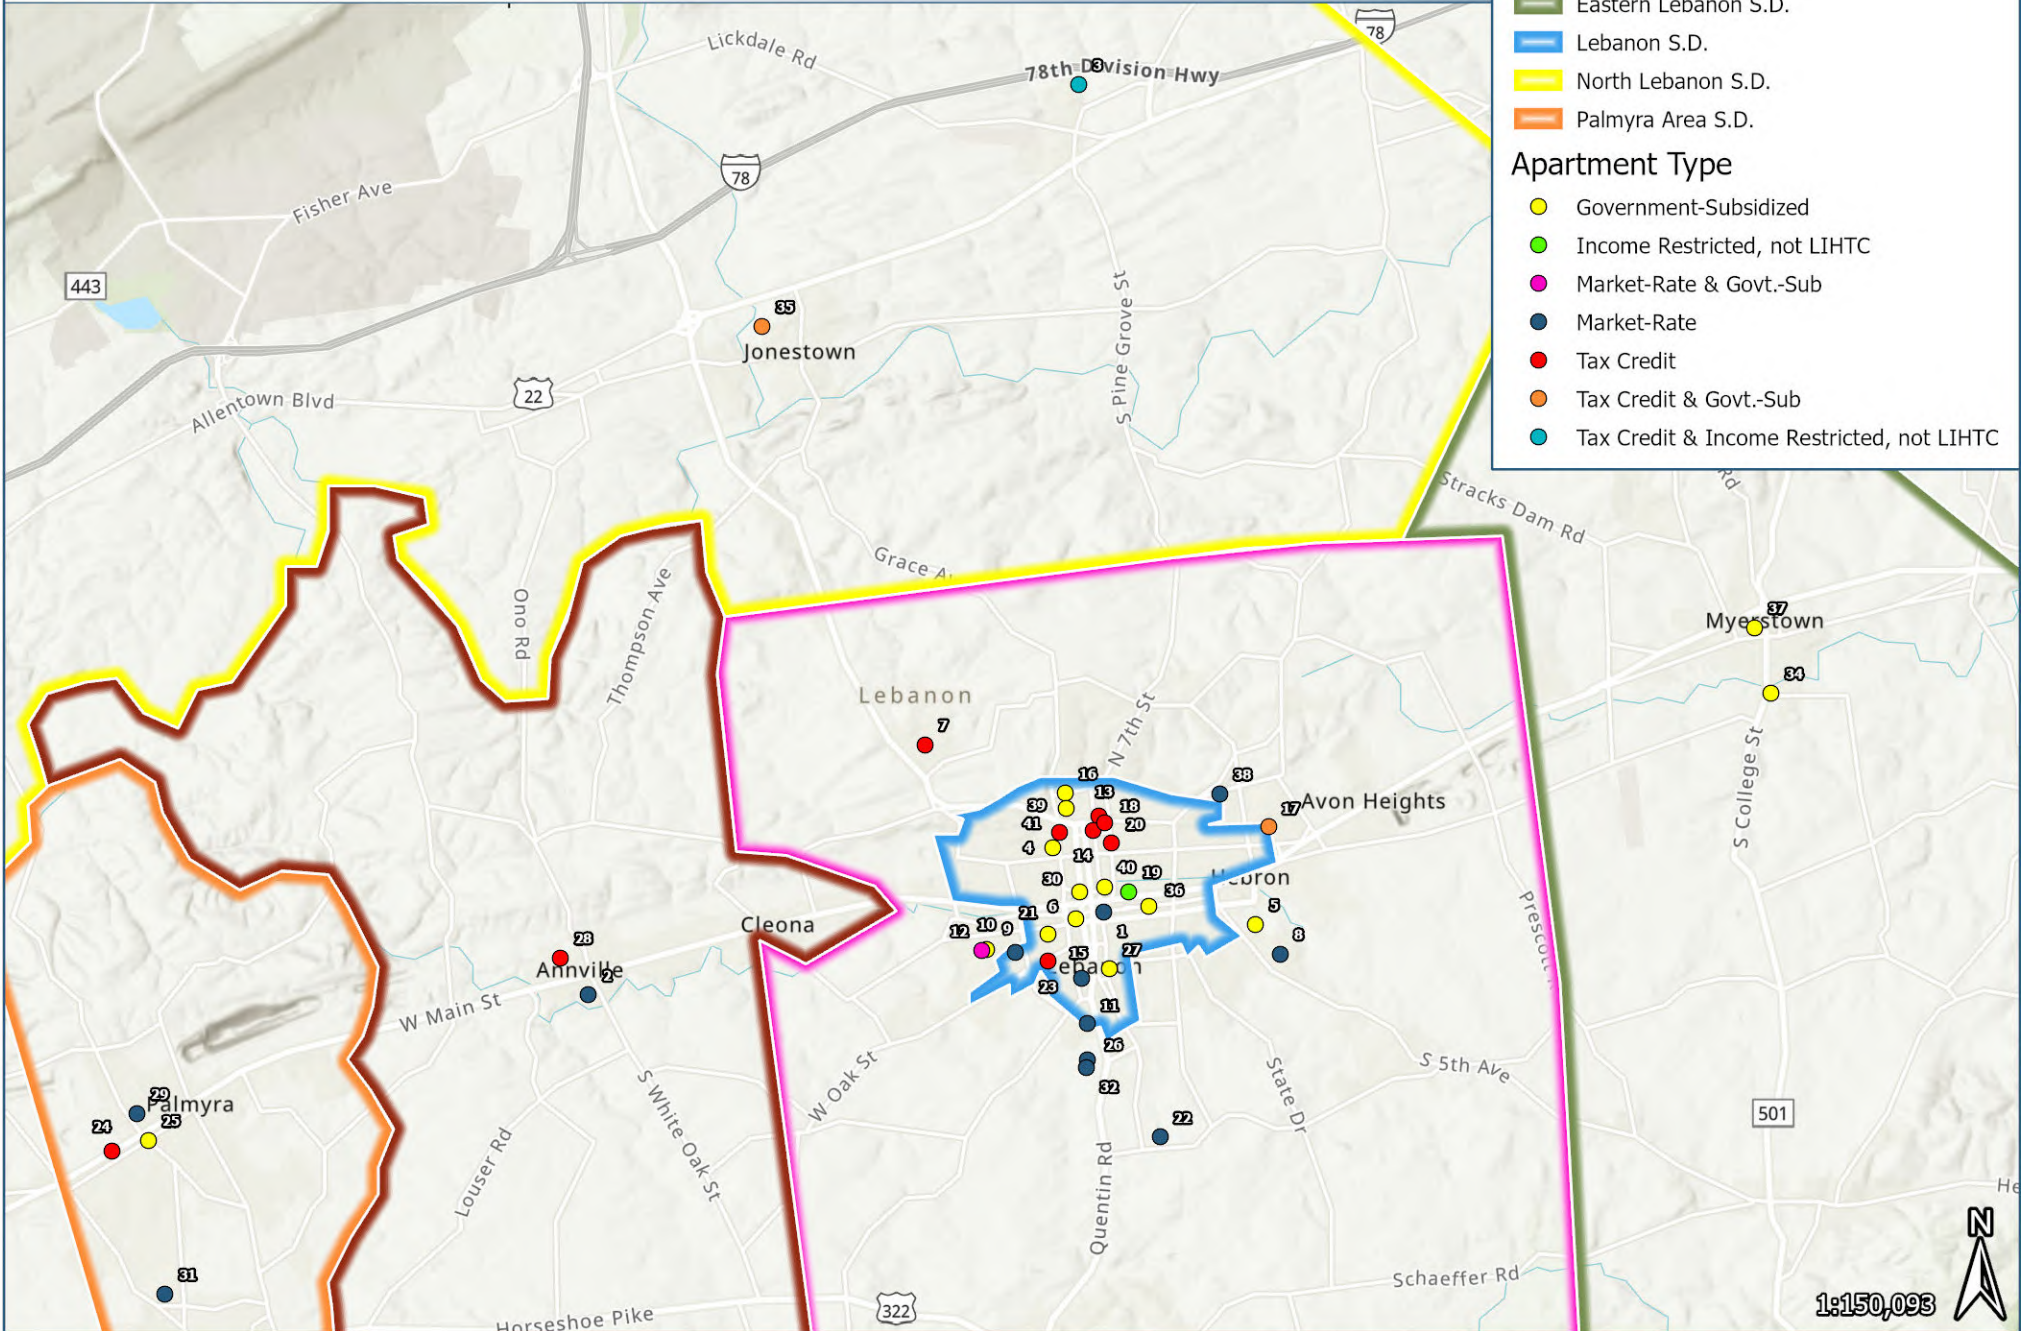 Eastern Lebanon S.D.
Lebanon S.D.
North Lebanon S.D.
Palmyra Area S.D.
Apartment Type
Government-Subsidized
Income Restricted, not LIHTC
Market-Rate & Govt.-Sub
Market-Rate
Tax Credit
Tax Credit & Govt.-Sub
Tax Credit & Income Restricted, not LIHTC
78
Lickdale Rd
3
78th Division Hwy
78
Fisher Ave
443
35
Jonestown
S Pine Grove St
22
Allentown Blvd
Rd
Stracks Dam Rd
Grace A
Ono Rd
Thompson Ave
37
Myerstown
34
Lebanon
7
N 7th St
16
38
13
39
18
17
Avon Heights
41
20
S College St
4
14
40
19
30
36
Hebron
6
21
5
Cleona
12
10
9
1
8
Prescott
28
15
27
Annville
Lebanon
2
23
W Main St
11
26
W Oak St
S 5th Ave
32
State Dr
S White Oak St
29
Palmyra
25
24
22
501
Louser Rd
Quentin Rd
He
N
31
Schaeffer Rd
322
1:150,093
Horseshoe Pike